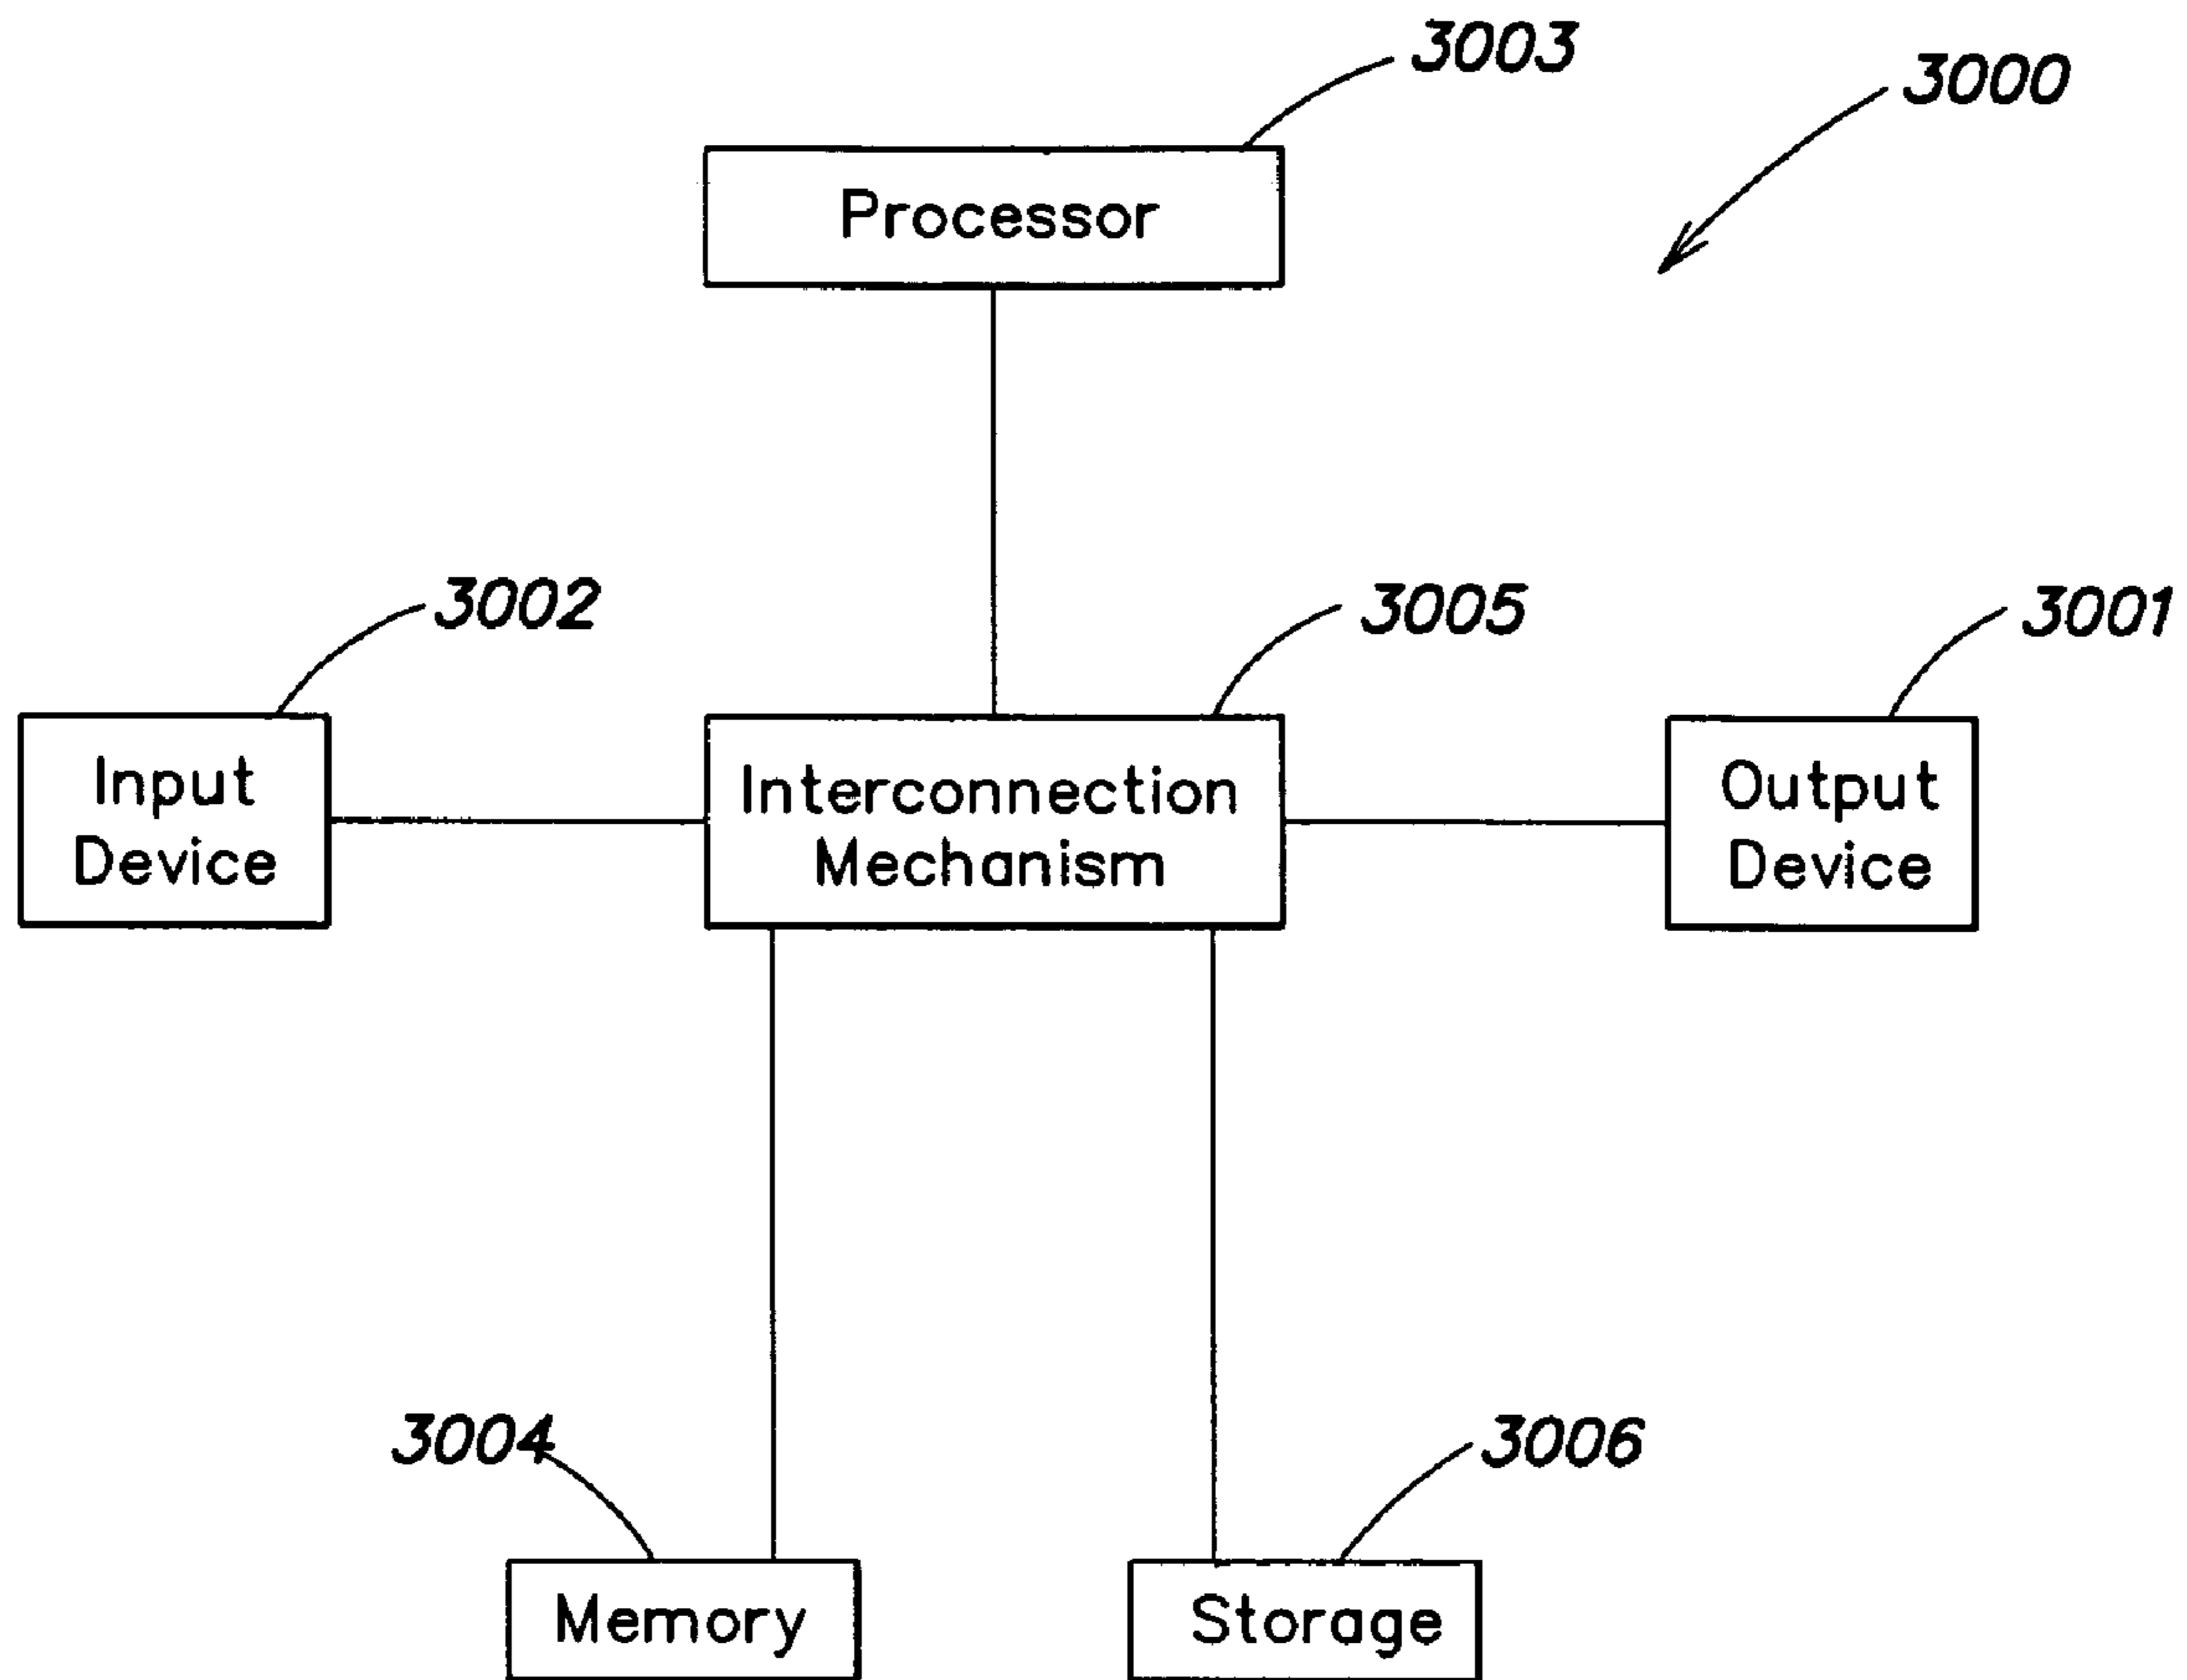 3003
3000
Processor
3002
3005
3001
Input
Device
Interconnection
Mechanism
Output
Device
3004
3006
Memory
Storage